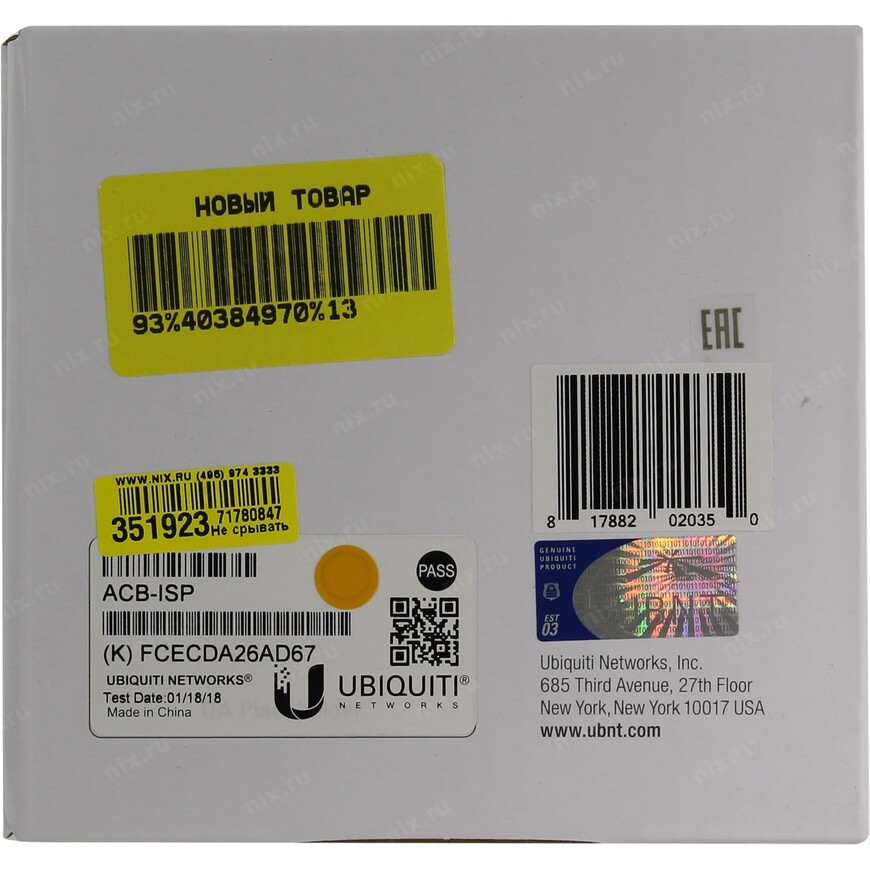 НОВЫЙ ТОВАР
93%40384970%13
EAC
WWW.NIX.RU (495) 974 3333
351923 71780847
Не срывать
8 17882 02035 0
ACB-ISP
PASS
(K) FCECDA26AD67
UBIQUITI NETWORKS®
Test Date:01/18/18
Made in China
UBIQUITI®
NETWORKS
GENUINE
UBIQUITI
PRODUCT
EST
03
Ubiquiti Networks, Inc.
685 Third Avenue, 27th Floor
New York, New York 10017 USA
www.ubnt.com
nix.ru